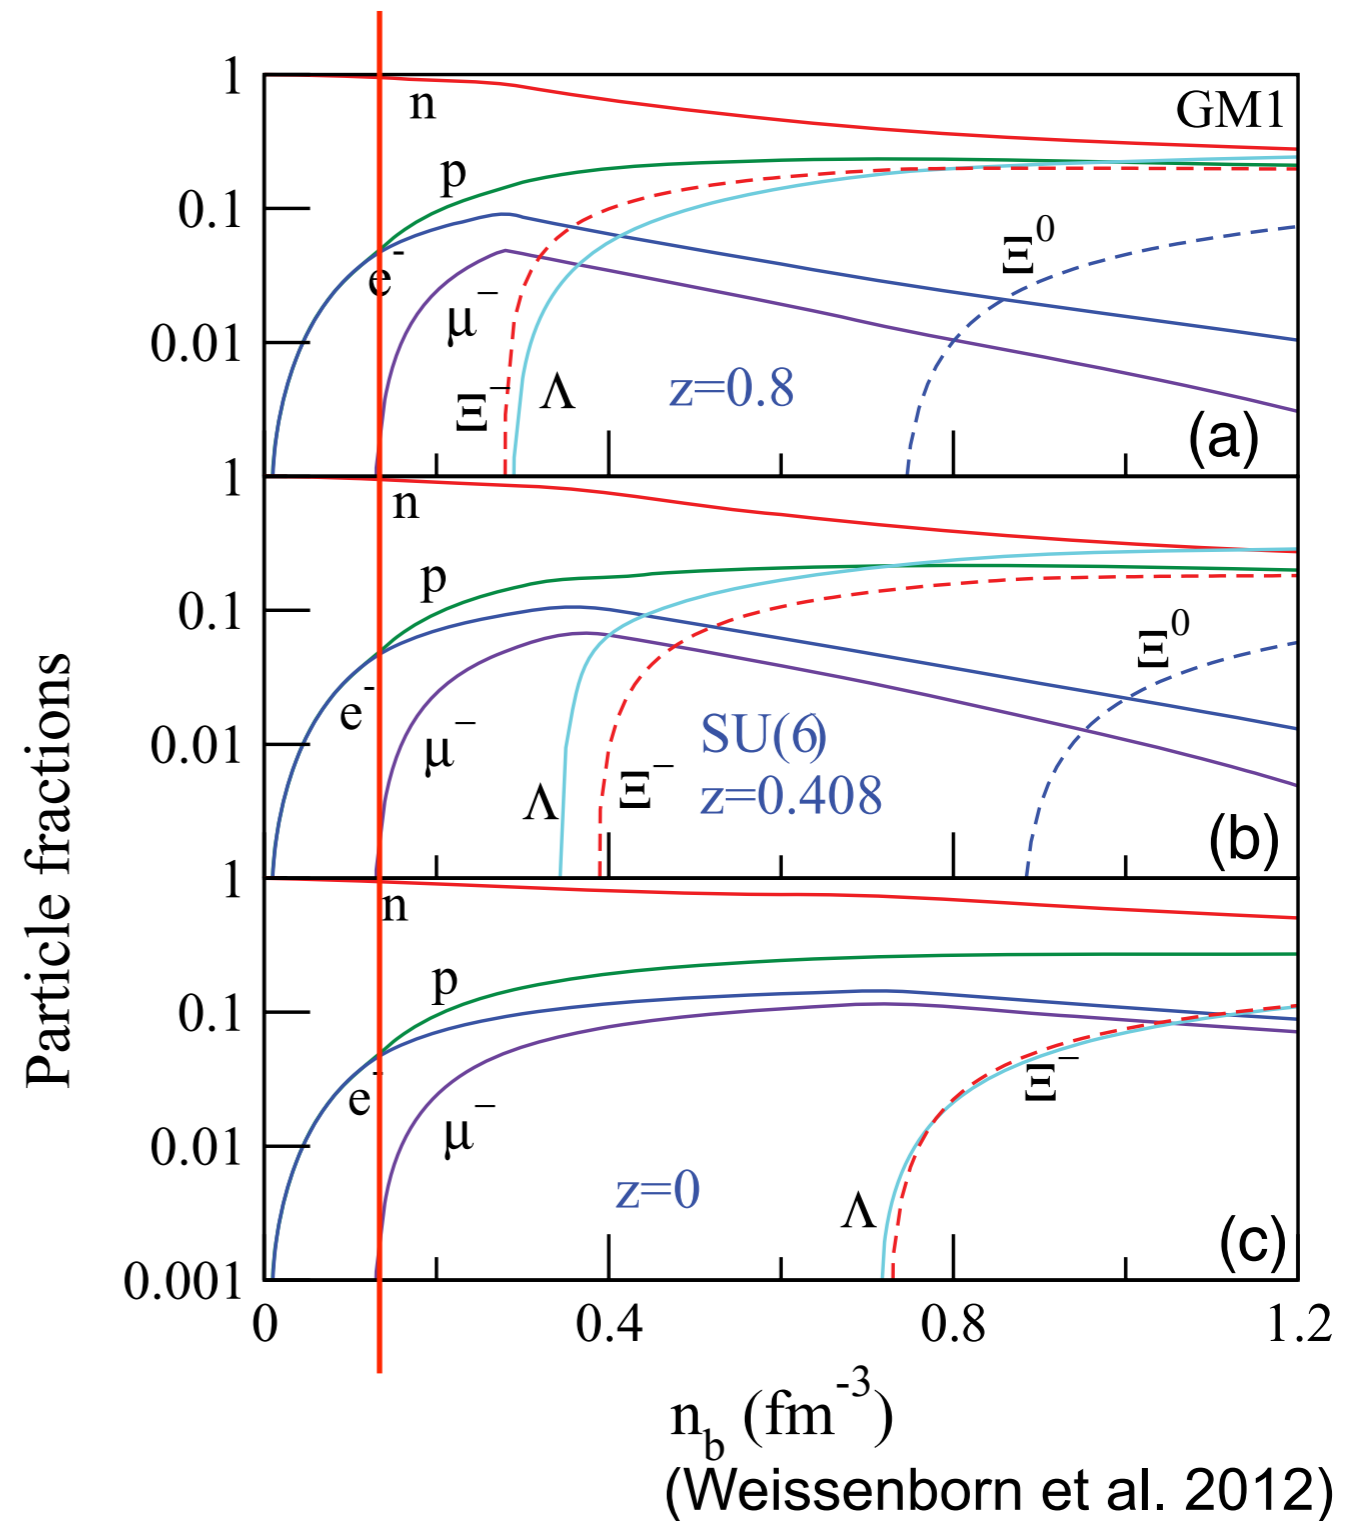 1
n
GM1
p
0.1
e-
μ−
Ξ0
0.01
Ξ−
Λ
z=0.8
(a)
1
n
p
0.1
e-
μ−
Ξ0
0.01
Λ
Ξ−
SU(6)
z=0.408
(b)
1
n
p
0.1
e-
μ−
Ξ−
0.01
z=0
Λ
(c)
0.001
0
0.4
0.8
1.2
Particle fractions
nb (fm-3)
(Weissenborn et al. 2012)